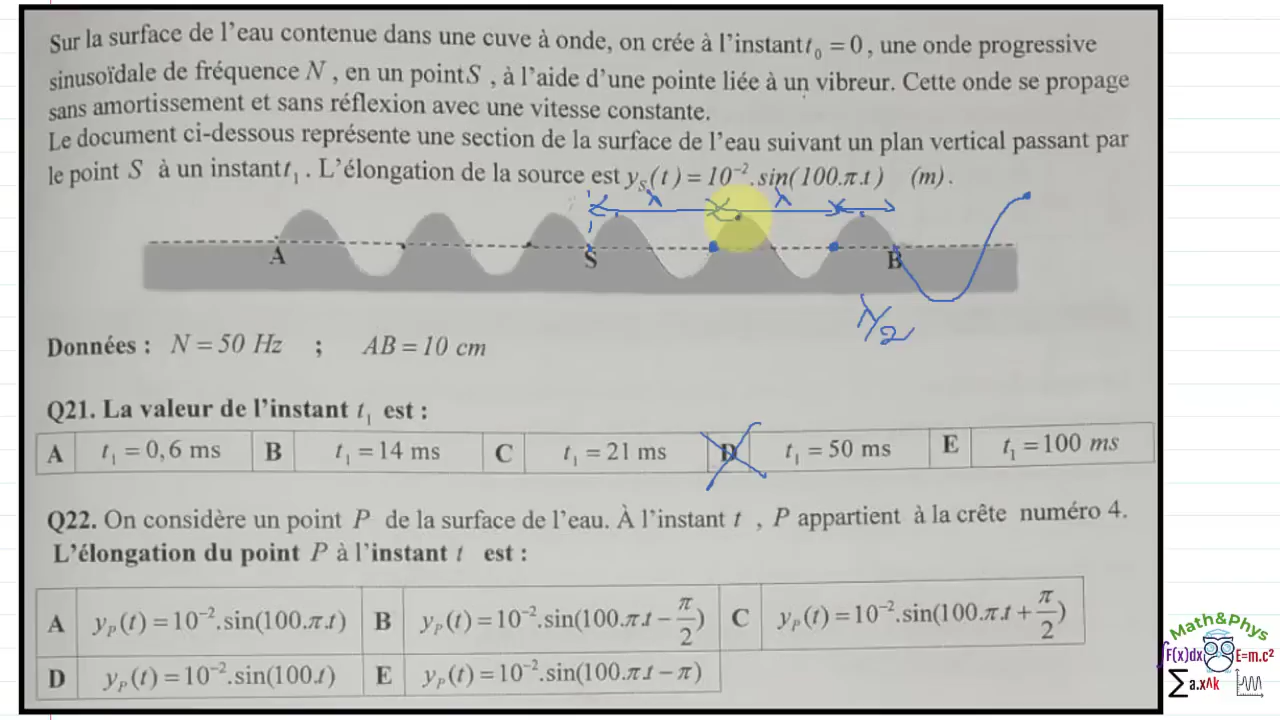 Sur la surface de l'eau contenue dans une cuve à onde, on crée à l'instant t₀ = 0, une onde progressive
sinusoïdale de fréquence N, en un point S, à l'aide d'une pointe liée à un vibreur. Cette onde se propage
sans amortissement et sans réflexion avec une vitesse constante.
Le document ci-dessous représente une section de la surface de l'eau suivant un plan vertical passant par
le point S à un instant t₁. L'élongation de la source est yₛ(t) = 10⁻².sin(100.π.t) (m).
λ λ
A S B
λ/2
Données : N = 50 Hz ; AB = 10 cm
Q21. La valeur de l'instant t₁ est :
A t₁ = 0,6 ms B t₁ = 14 ms C t₁ = 21 ms D t₁ = 50 ms E t₁ = 100 ms
Q22. On considère un point P de la surface de l'eau. À l'instant t, P appartient à la crête numéro 4.
L'élongation du point P à l'instant t est :
A yₚ(t) = 10⁻².sin(100.π.t) B yₚ(t) = 10⁻².sin(100.π.t − π/2) C yₚ(t) = 10⁻².sin(100.π.t + π/2)
D yₚ(t) = 10⁻².sin(100.t) E yₚ(t) = 10⁻².sin(100.π.t − π)
Math&Phys
∫F(x)dx E=m.c²
∑ a.x^k